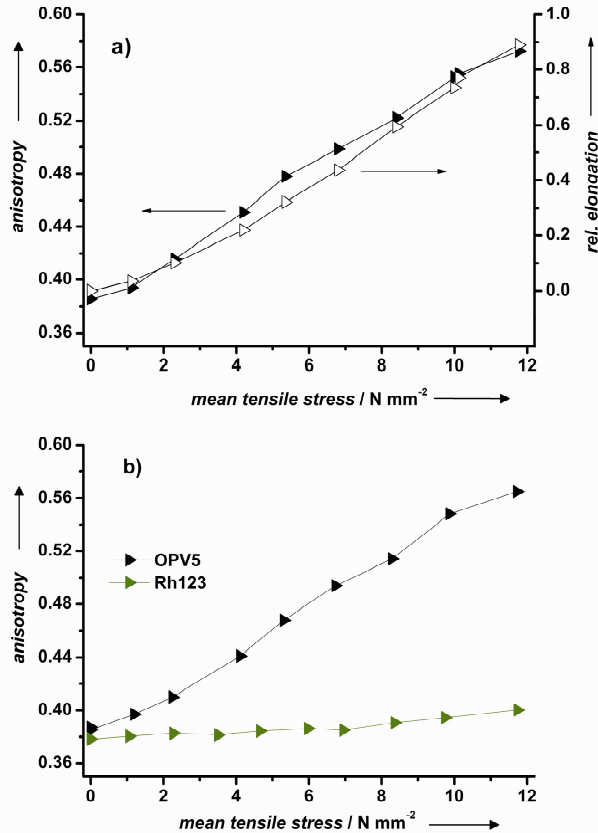 a)
0.60
0.56
0.52
0.48
0.44
0.40
0.36
anisotropy
1.0
0.8
0.6
0.4
0.2
0.0
rel. elongation
0 2 4 6 8 10 12
mean tensile stress / N mm-2
b)
0.60
0.56
0.52
0.48
0.44
0.40
0.36
anisotropy
OPV5
Rh123
0 2 4 6 8 10 12
mean tensile stress / N mm-2